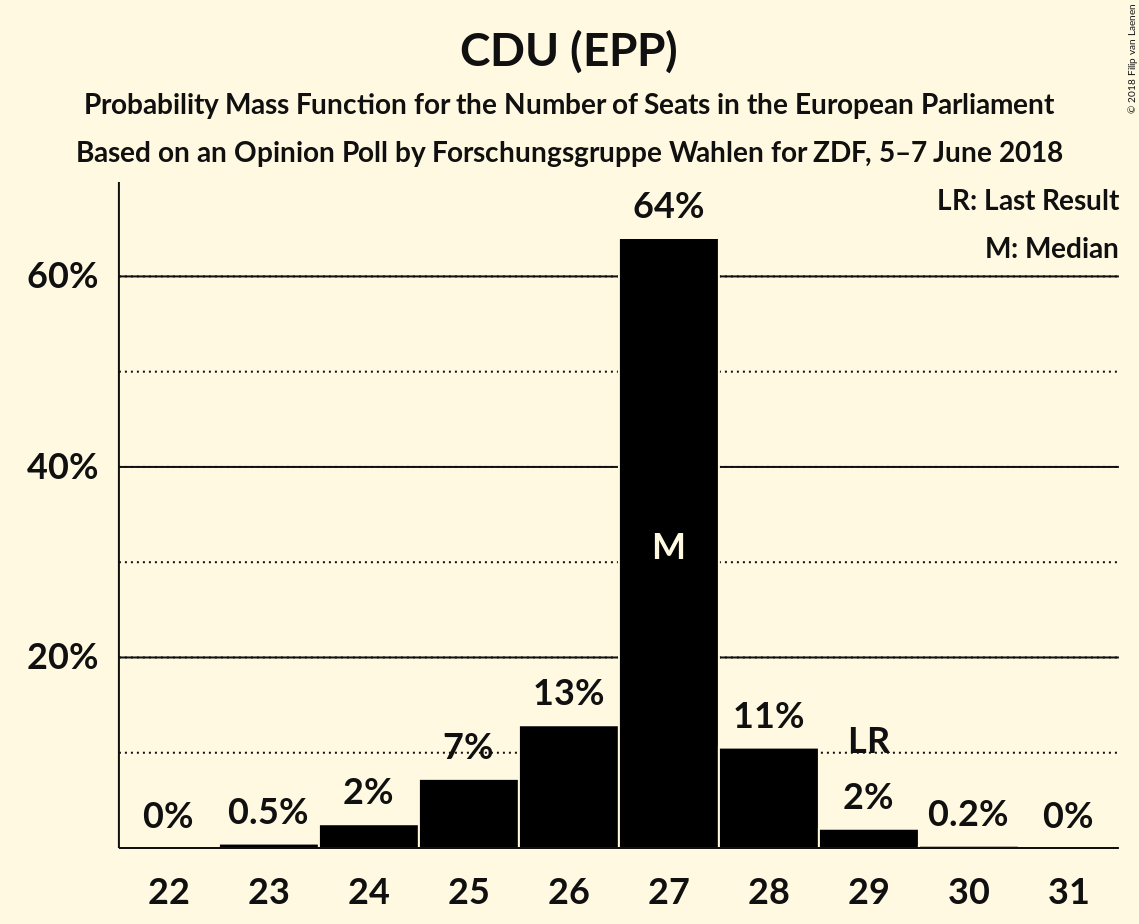 CDU (EPP)
Probability Mass Function for the Number of Seats in the European Parliament
Based on an Opinion Poll by Forschungsgruppe Wahlen for ZDF, 5–7 June 2018
© 2018 Filip van Laenen
LR: Last Result
M: Median
60%
40%
20%
0%
0.5%
2%
7%
13%
64%
M
11%
LR
2%
0.2%
0%
22 23 24 25 26 27 28 29 30 31